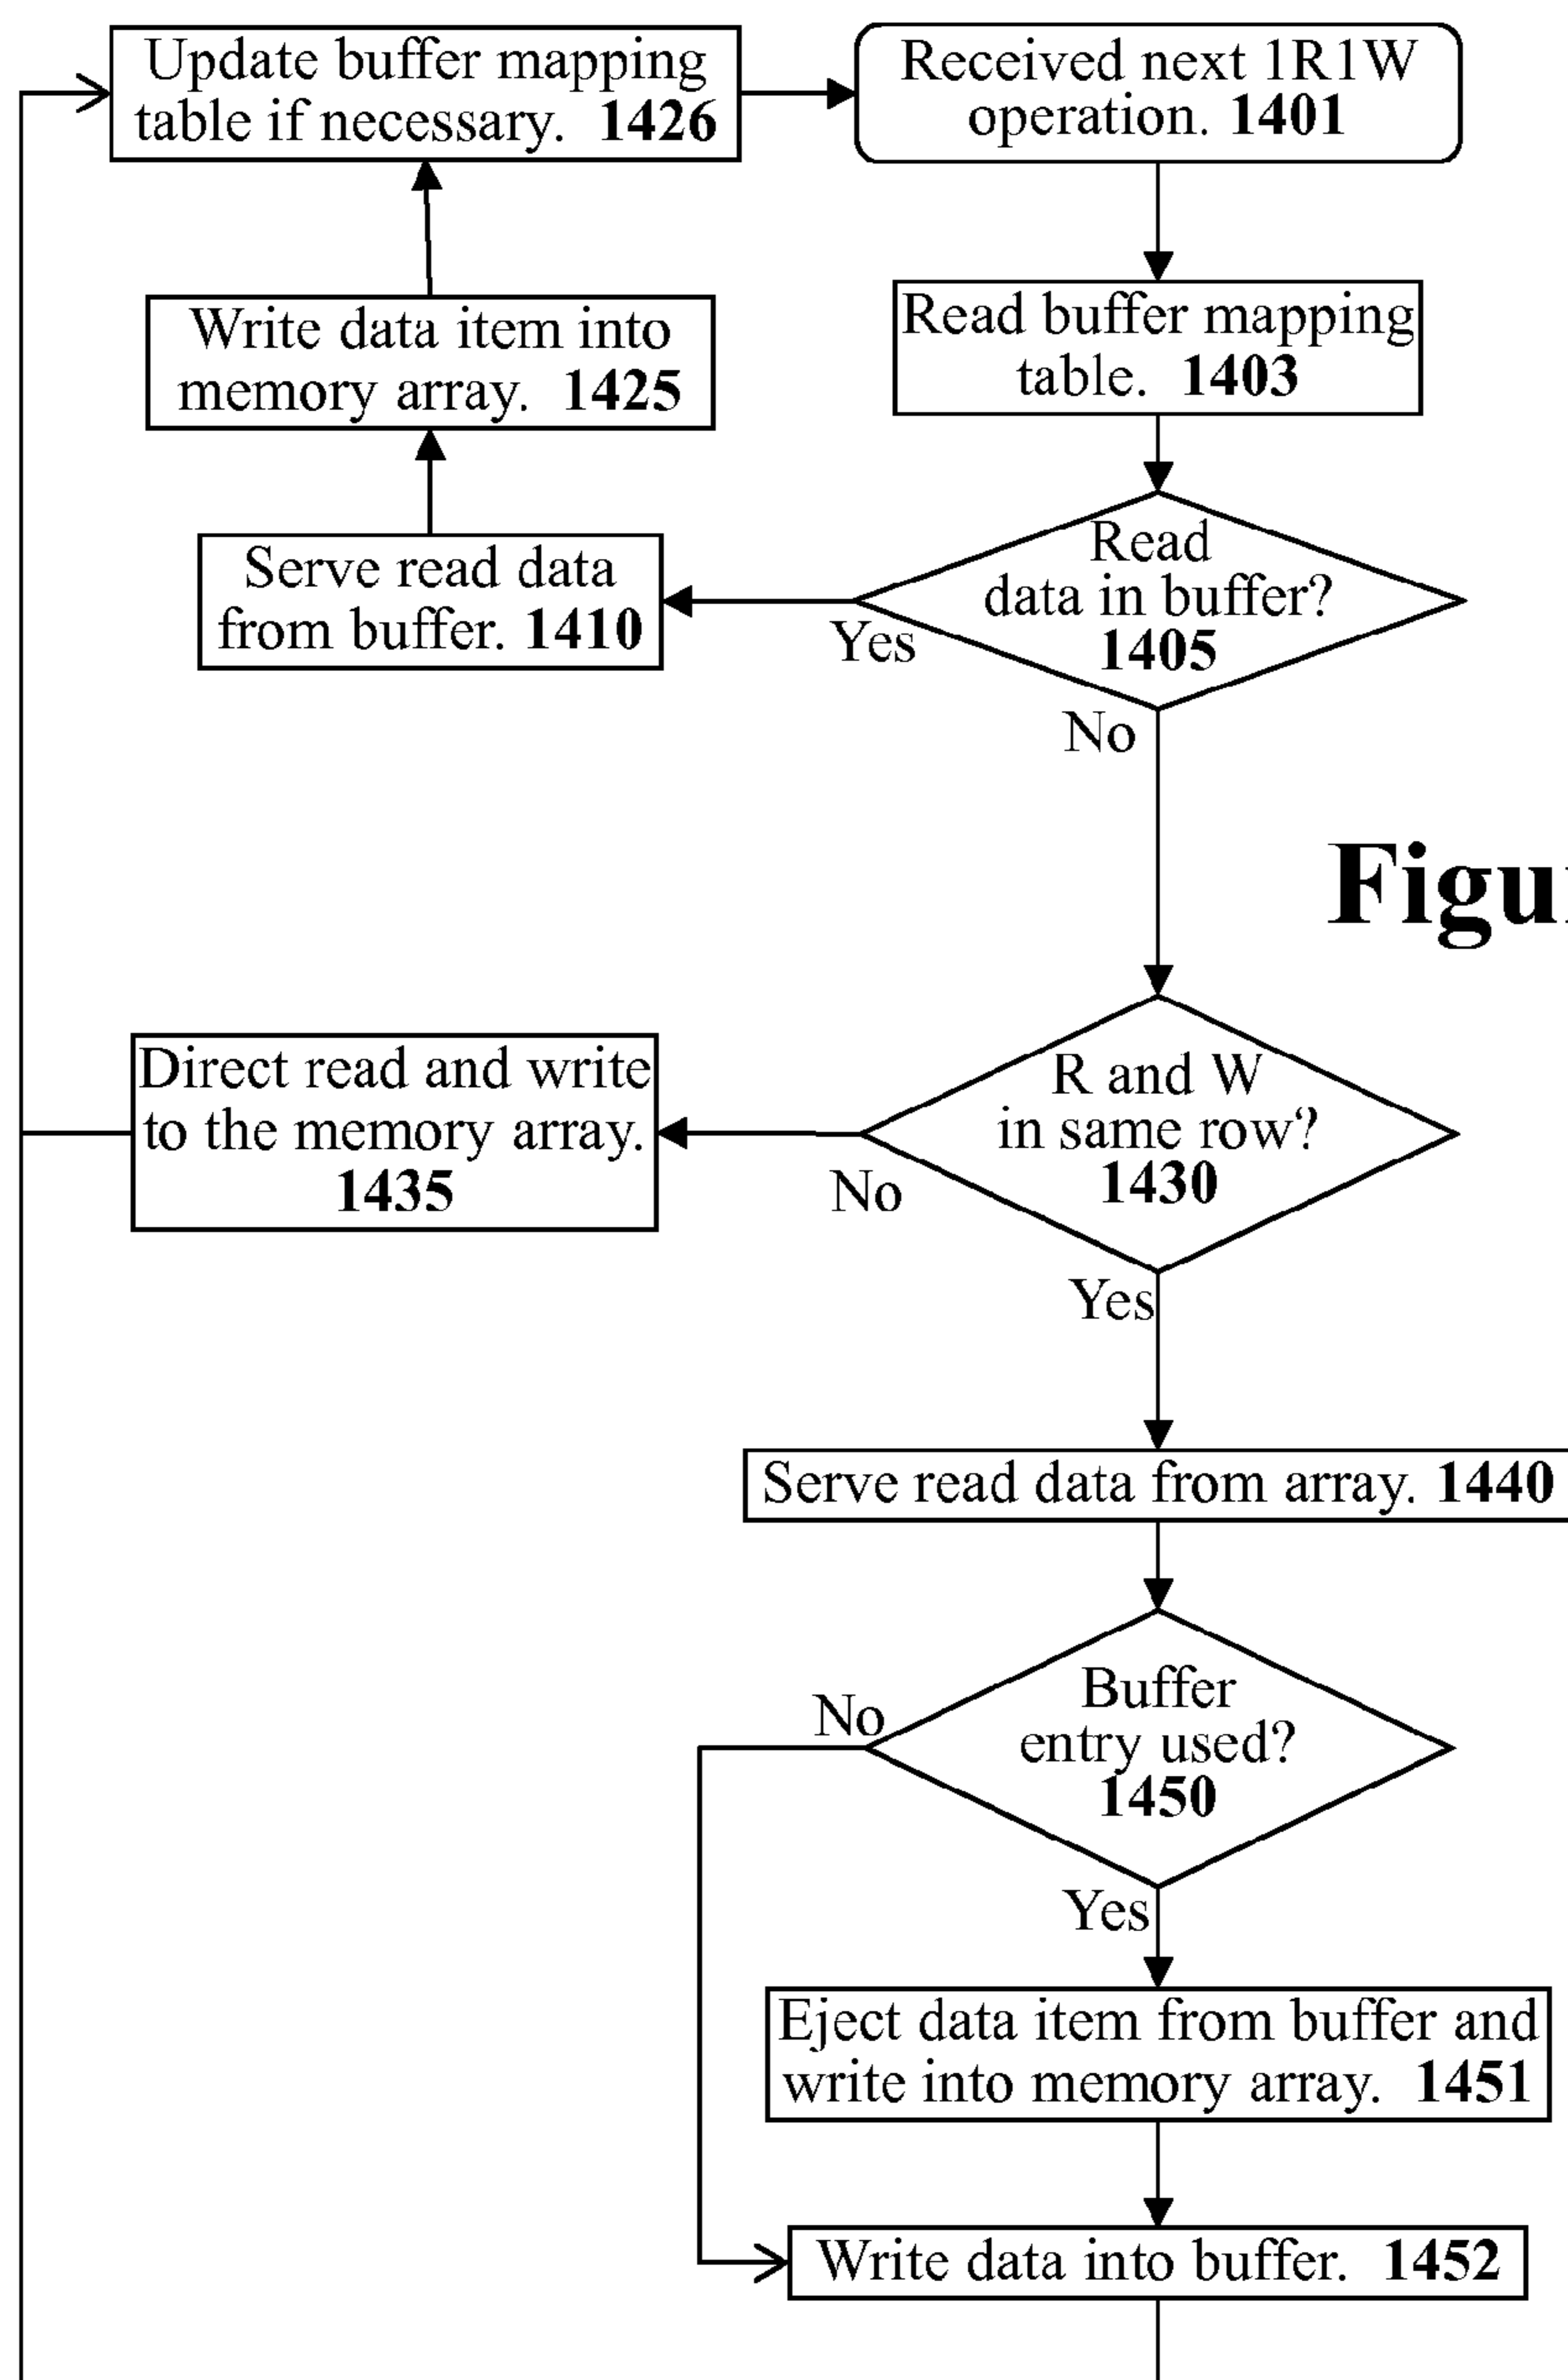 Update buffer mapping
table if necessary. 1426
Received next 1R1W
operation. 1401
Write data item into
memory array. 1425
Read buffer mapping
table. 1403
Serve read data
from buffer. 1410
Read
data in buffer?
1405
Yes
No
Figu
Direct read and write
to the memory array.
1435
R and W
in same row?
1430
No
Yes
Serve read data from array. 1440
Buffer
entry used?
1450
No
Yes
Eject data item from buffer and
write into memory array. 1451
Write data into buffer. 1452